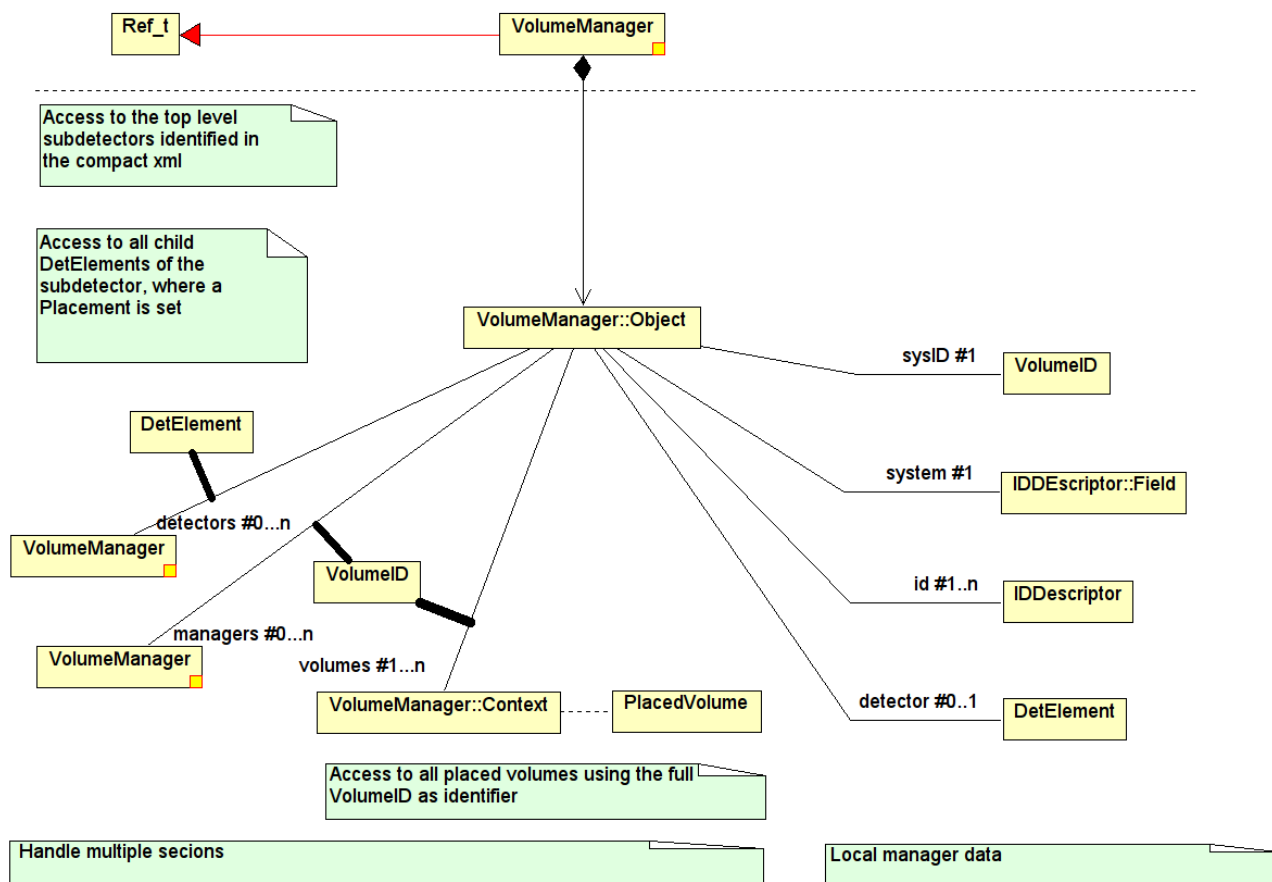 Ref_t
VolumeManager
Access to the top level
subdetectors identified in
the compact xml
Access to all child
DetElements of the
subdetector, where a
Placement is set
VolumeManager::Object
sysID #1
VolumeID
DetElement
system #1
IDDEscriptor::Field
detectors #0...n
VolumeManager
VolumeID
id #1..n
IDDescriptor
managers #0...n
VolumeManager
volumes #1...n
VolumeManager::Context
PlacedVolume
detector #0..1
DetElement
Access to all placed volumes using the full
VolumeID as identifier
Handle multiple secions
Local manager data